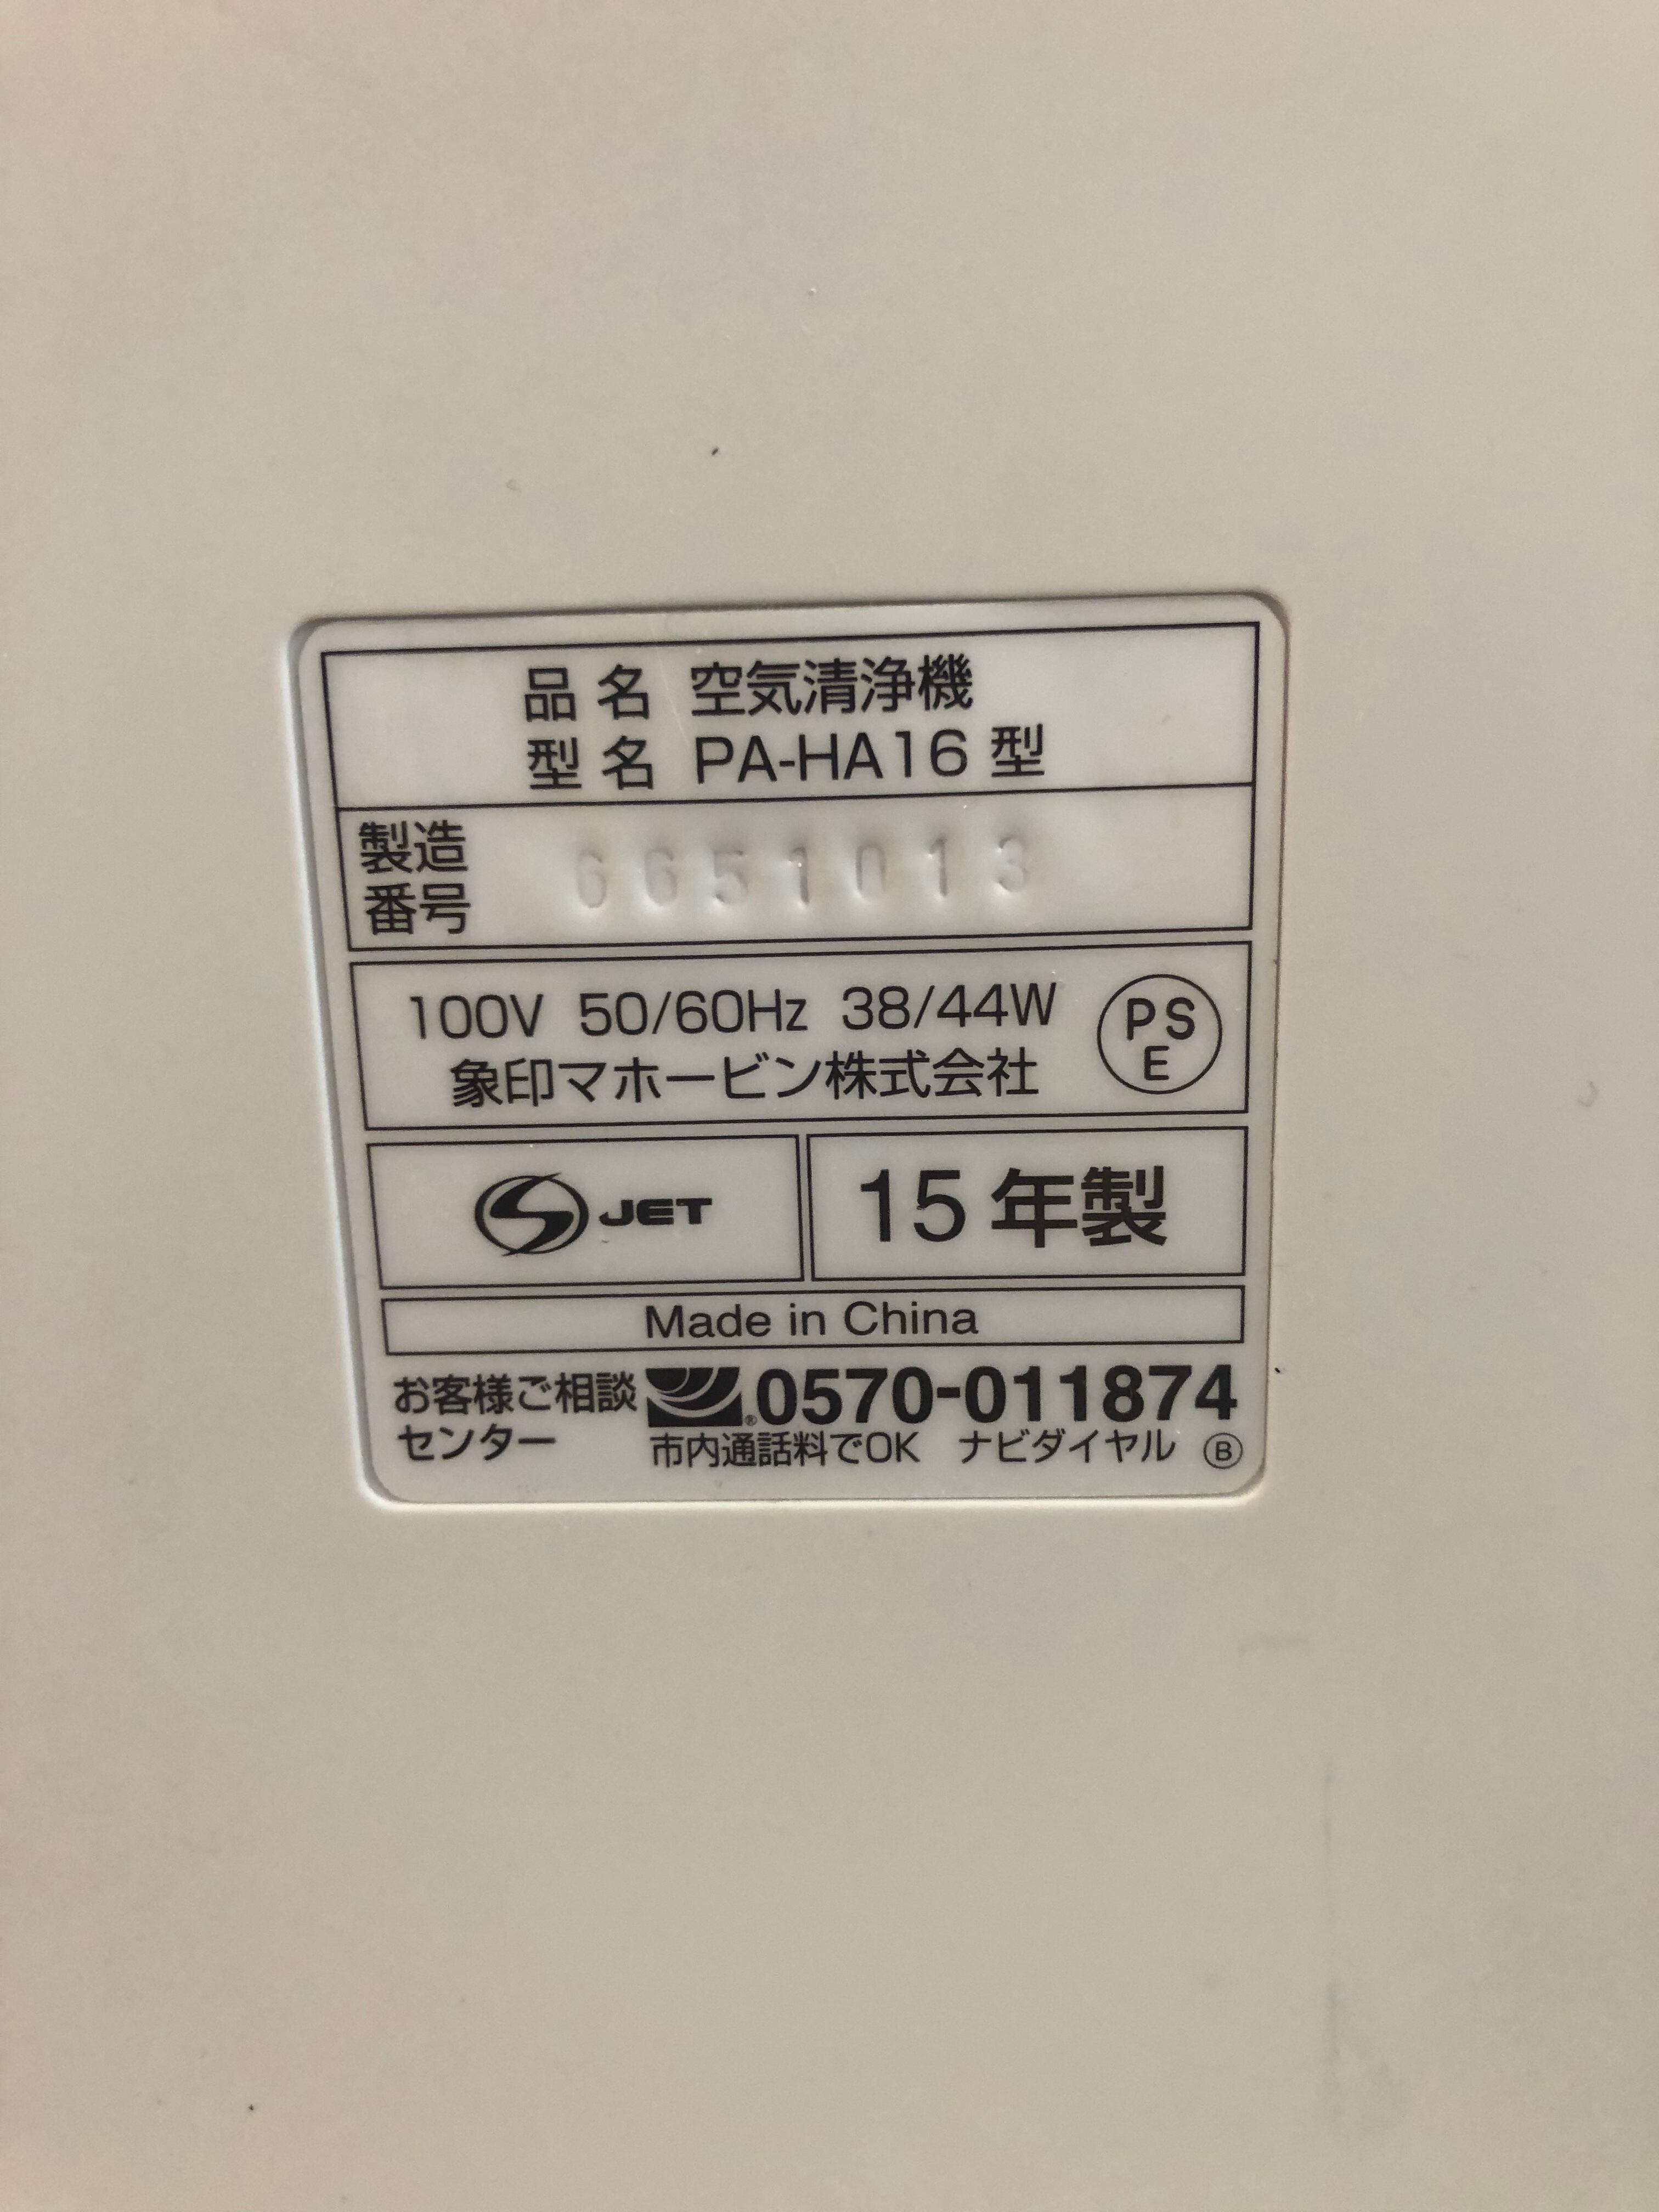 品名 空気清浄機
型名 PA-HA16 型
製造
番号
6651013
100V 50/60Hz 38/44W
象印マホービン株式会社
PS
E
JET
15 年製
Made in China
お客様ご相談
センター
0570-011874
市内通話料でOK ナビダイヤル Ⓑ